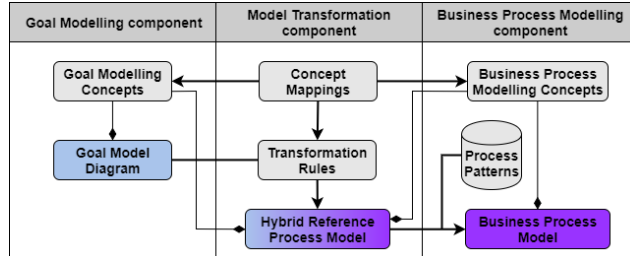 Goal Modelling component
Model Transformation
component
Business Process Modelling
component
Goal Modelling
Concepts
Concept
Mappings
Business Process
Modelling Concepts
Goal Model
Diagram
Transformation
Rules
Process
Patterns
Hybrid Reference
Process Model
Business Process
Model